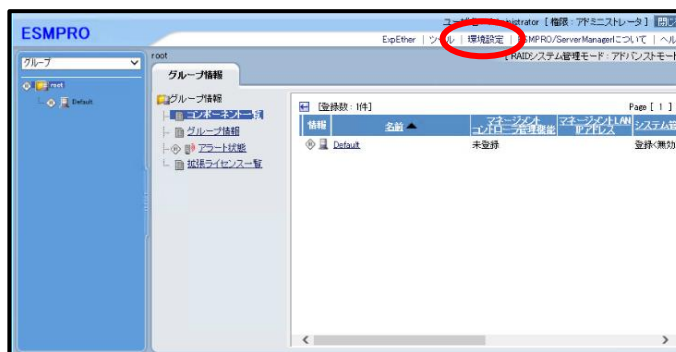 ユーザ名 : Administrator [ 権限 : アドミニストレータ ]
ESMPRO
ExpEther | ツール | 環境設定 | ESMPRO/ServerManagerについて | ヘル
グループ
root
[ RAIDシステム管理モード : アドバンストモード
グループ情報
root
Default
グループ情報
コンポーネント一覧
グループ情報
アラート状態
拡張ライセンス一覧
[登録数 : 1件]
Page [ 1 ]
情報 名前 マネージメントコントローラ管理機能 マネージメントLAN IPアドレス システム管
Default 未登録 登録<無効